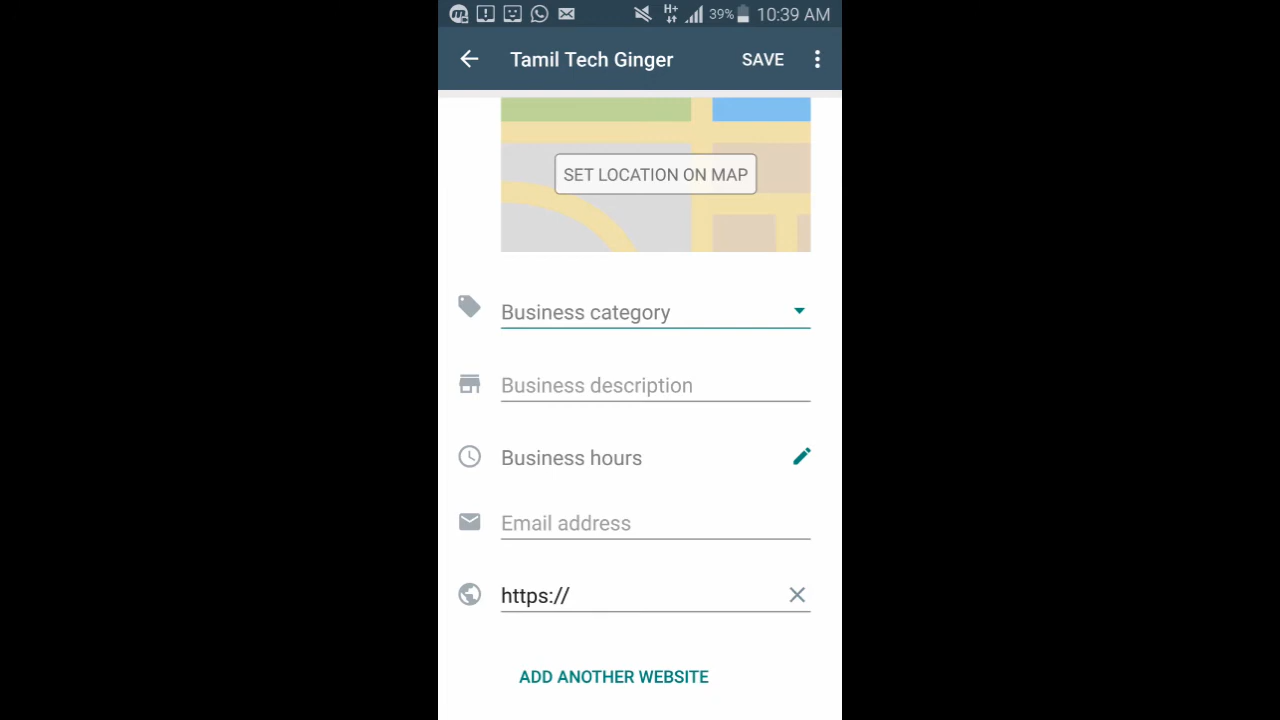 39% 10:39 AM
Tamil Tech Ginger SAVE
SET LOCATION ON MAP
Business category
Business description
Business hours
Email address
https://
ADD ANOTHER WEBSITE